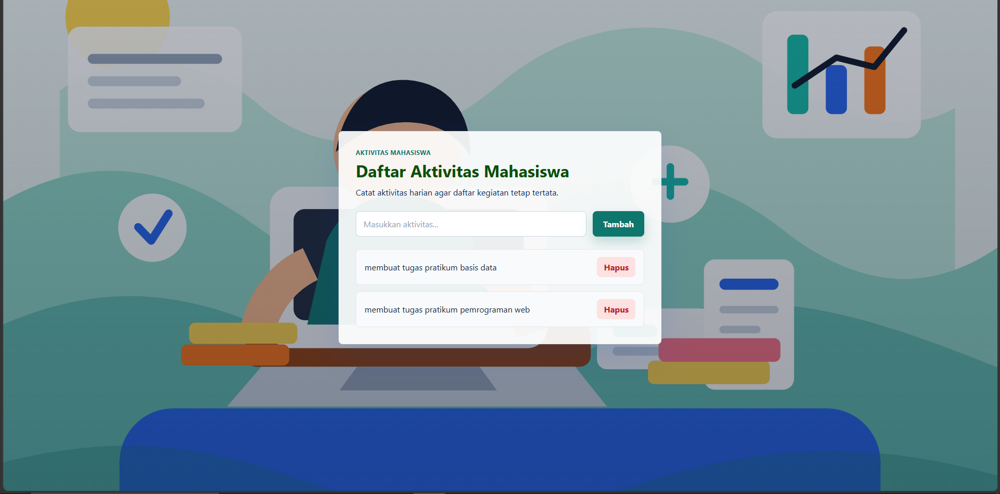 AKTIVITAS MAHASISWA
Daftar Aktivitas Mahasiswa
Catat aktivitas harian agar daftar kegiatan tetap tertata.
Masukkan aktivitas... Tambah
membuat tugas pratikum basis data Hapus
membuat tugas pratikum pemrograman web Hapus